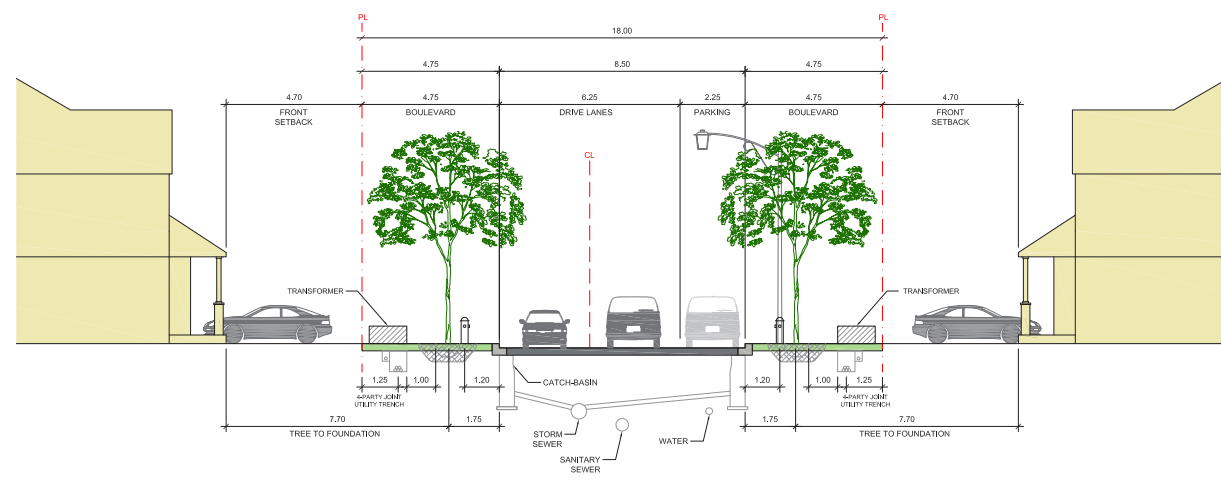 PL PL
18.00
4.75 8.50 4.75
4.70 4.75 6.25 2.25 4.75 4.70
FRONT
SETBACK
BOULEVARD
DRIVE LANES
PARKING
BOULEVARD
FRONT
SETBACK
CL
TRANSFORMER
TRANSFORMER
1.25 1.00 1.20 1.20 1.00 1.25
CATCH-BASIN
4-PARTY JOINT
UTILITY TRENCH
4-PARTY JOINT
UTILITY TRENCH
7.70 1.75 1.75 7.70
TREE TO FOUNDATION
TREE TO FOUNDATION
STORM
SEWER
WATER
SANITARY
SEWER